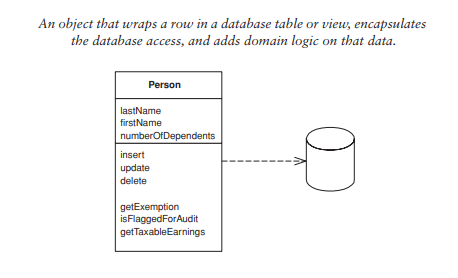 An object that wraps a row in a database table or view, encapsulates
the database access, and adds domain logic on that data.
Person
lastName
firstName
numberOfDependents
insert
update
delete
getExemption
isFlaggedForAudit
getTaxableEarnings